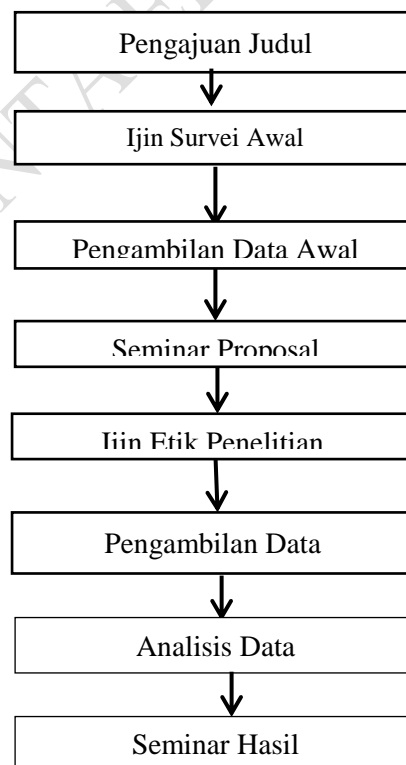 Pengajuan Judul
Ijin Survei Awal
Pengambilan Data Awal
Seminar Proposal
Ijin Etik Penelitian
Pengambilan Data
Analisis Data
Seminar Hasil